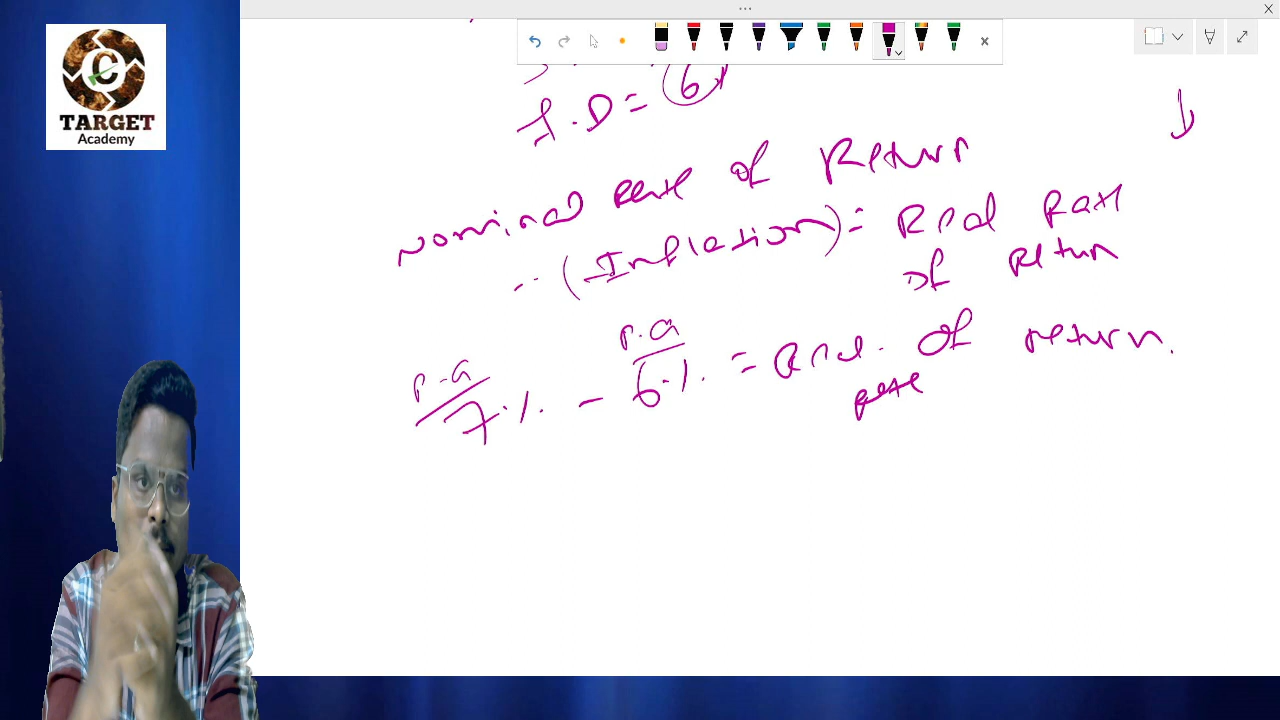 C
TARGET
Academy
F.D = 6%
Nominal Rate of Return
- (Inflation) = Real Rate
of Return
p.a p.a
7% - 6% = Real. of return.
rate